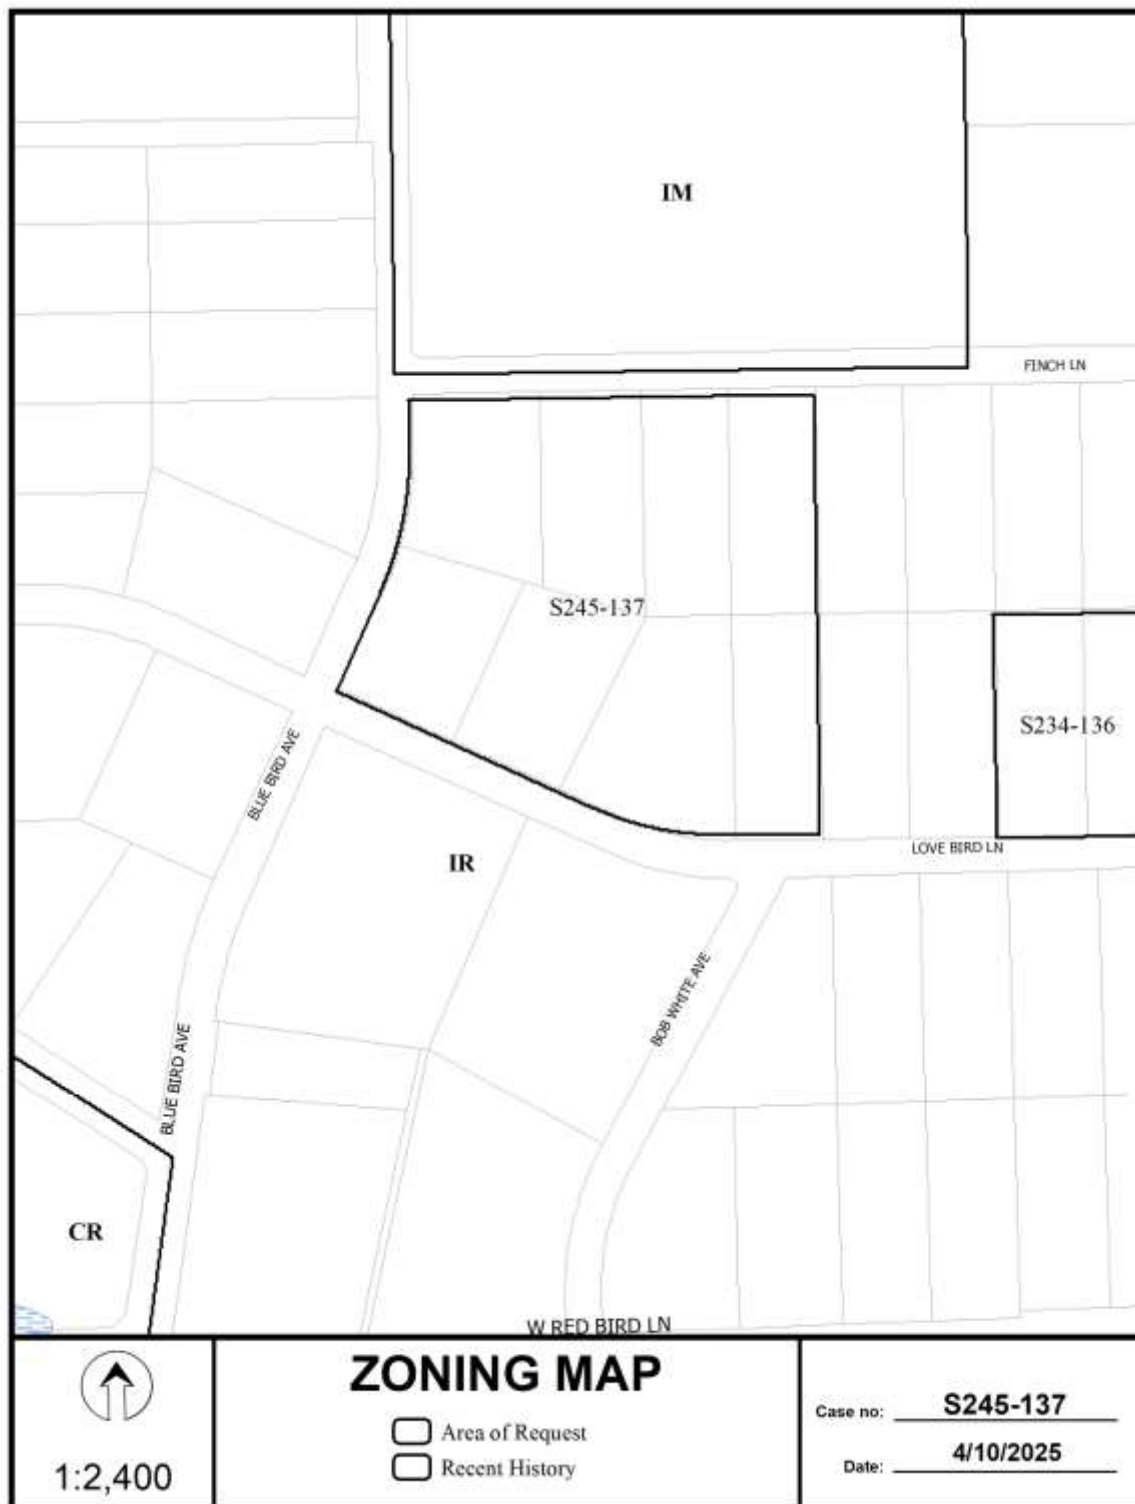 IM
FINCH LN
S245-137
S234-136
BLUE BIRD AVE
LOVE BIRD LN
IR
BOB WHITE AVE
BLUE BIRD AVE
CR
W RED BIRD LN
1:2,400
ZONING MAP
Area of Request
Recent History
Case no: S245-137
Date: 4/10/2025